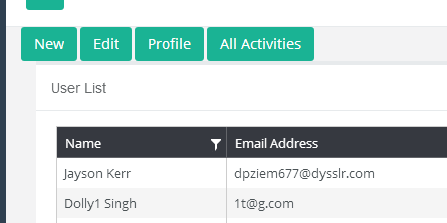 New Edit Profile All Activities
User List
Name Email Address
Jayson Kerr dpziem677@dysslr.com
Dolly1 Singh 1t@g.com